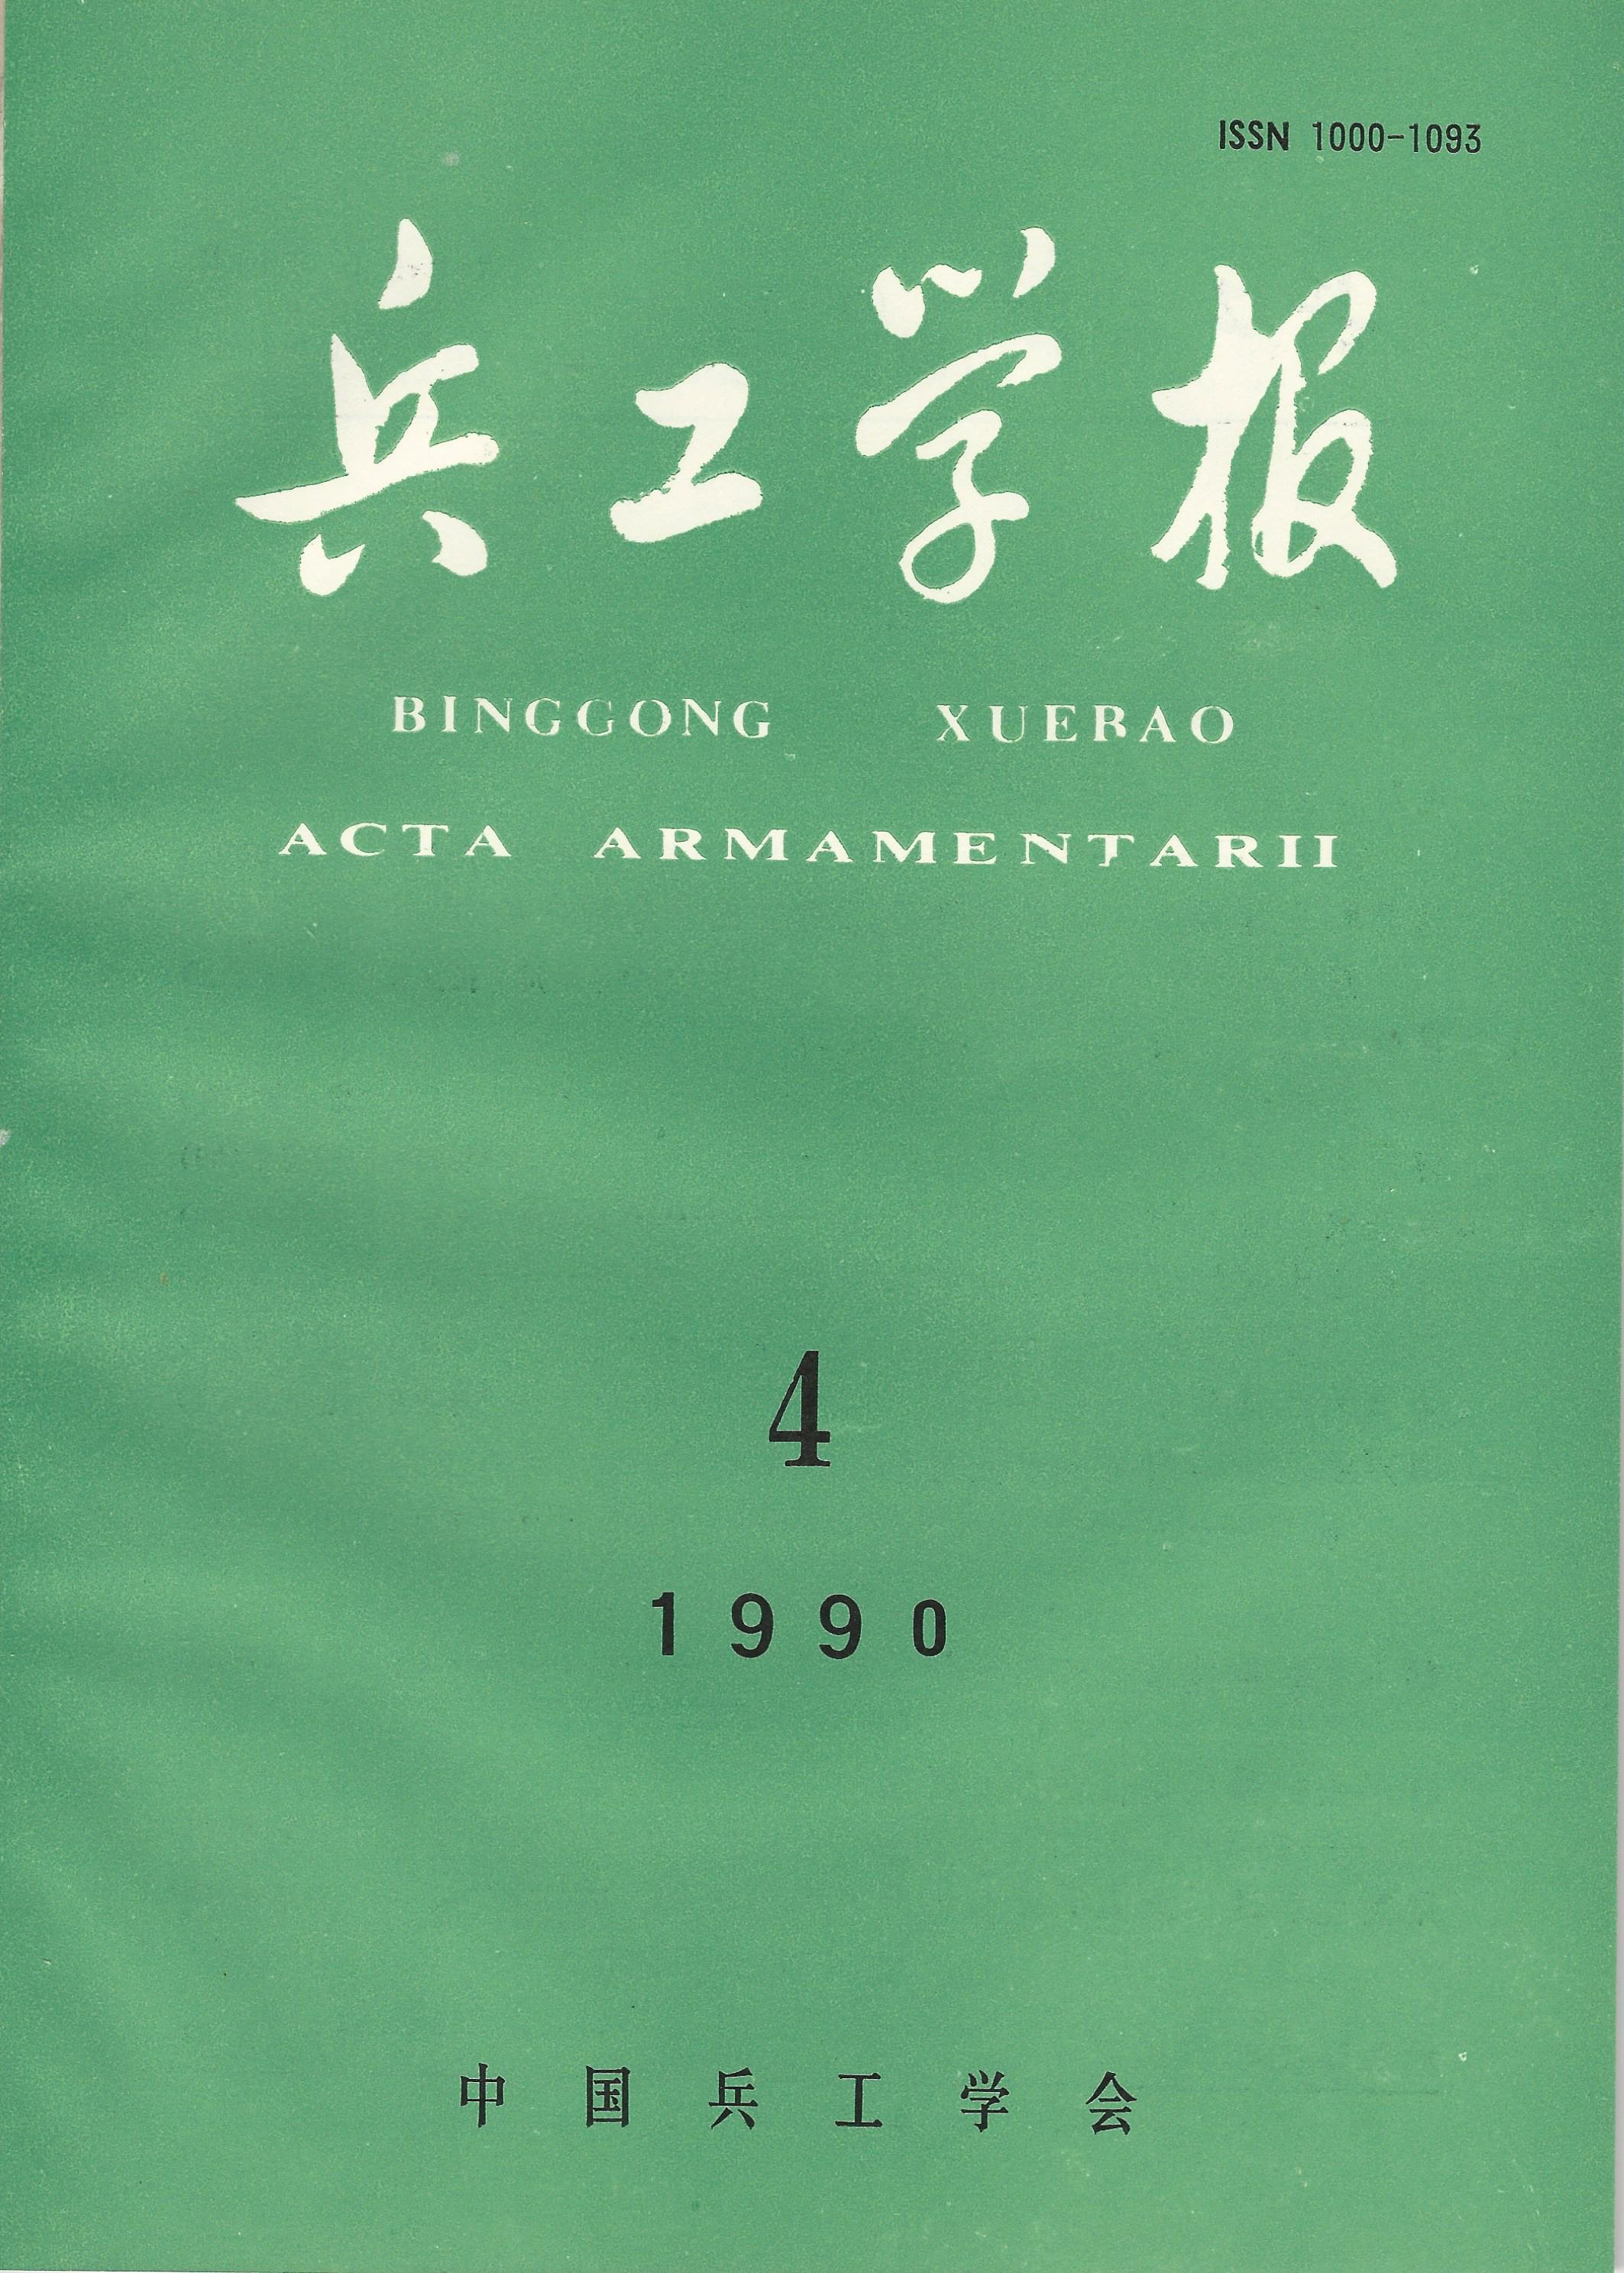 ISSN 1000-1093
兵工学报
BINGGONG XUEBAO
ACTA ARMAMENTARII
4
1990
中国兵工学会